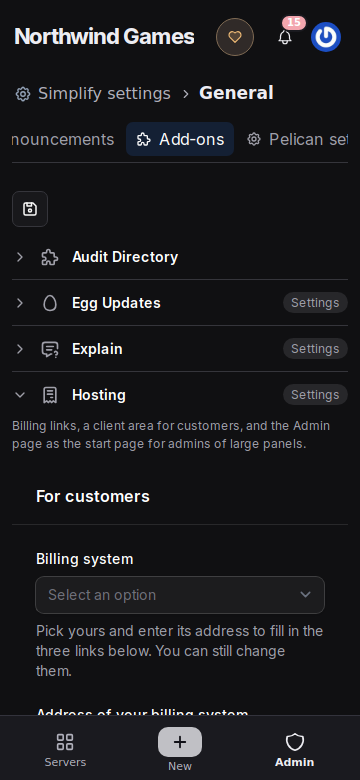 Northwind Games
15
Simplify settings > General
nouncements
Add-ons
Pelican set
Audit Directory
Egg Updates
Settings
Explain
Settings
Hosting
Settings
Billing links, a client area for customers, and the Admin
page as the start page for admins of large panels.
For customers
Billing system
Select an option
Pick yours and enter its address to fill in the
three links below. You can still change
them.
Address of your billing system
Servers
New
Admin